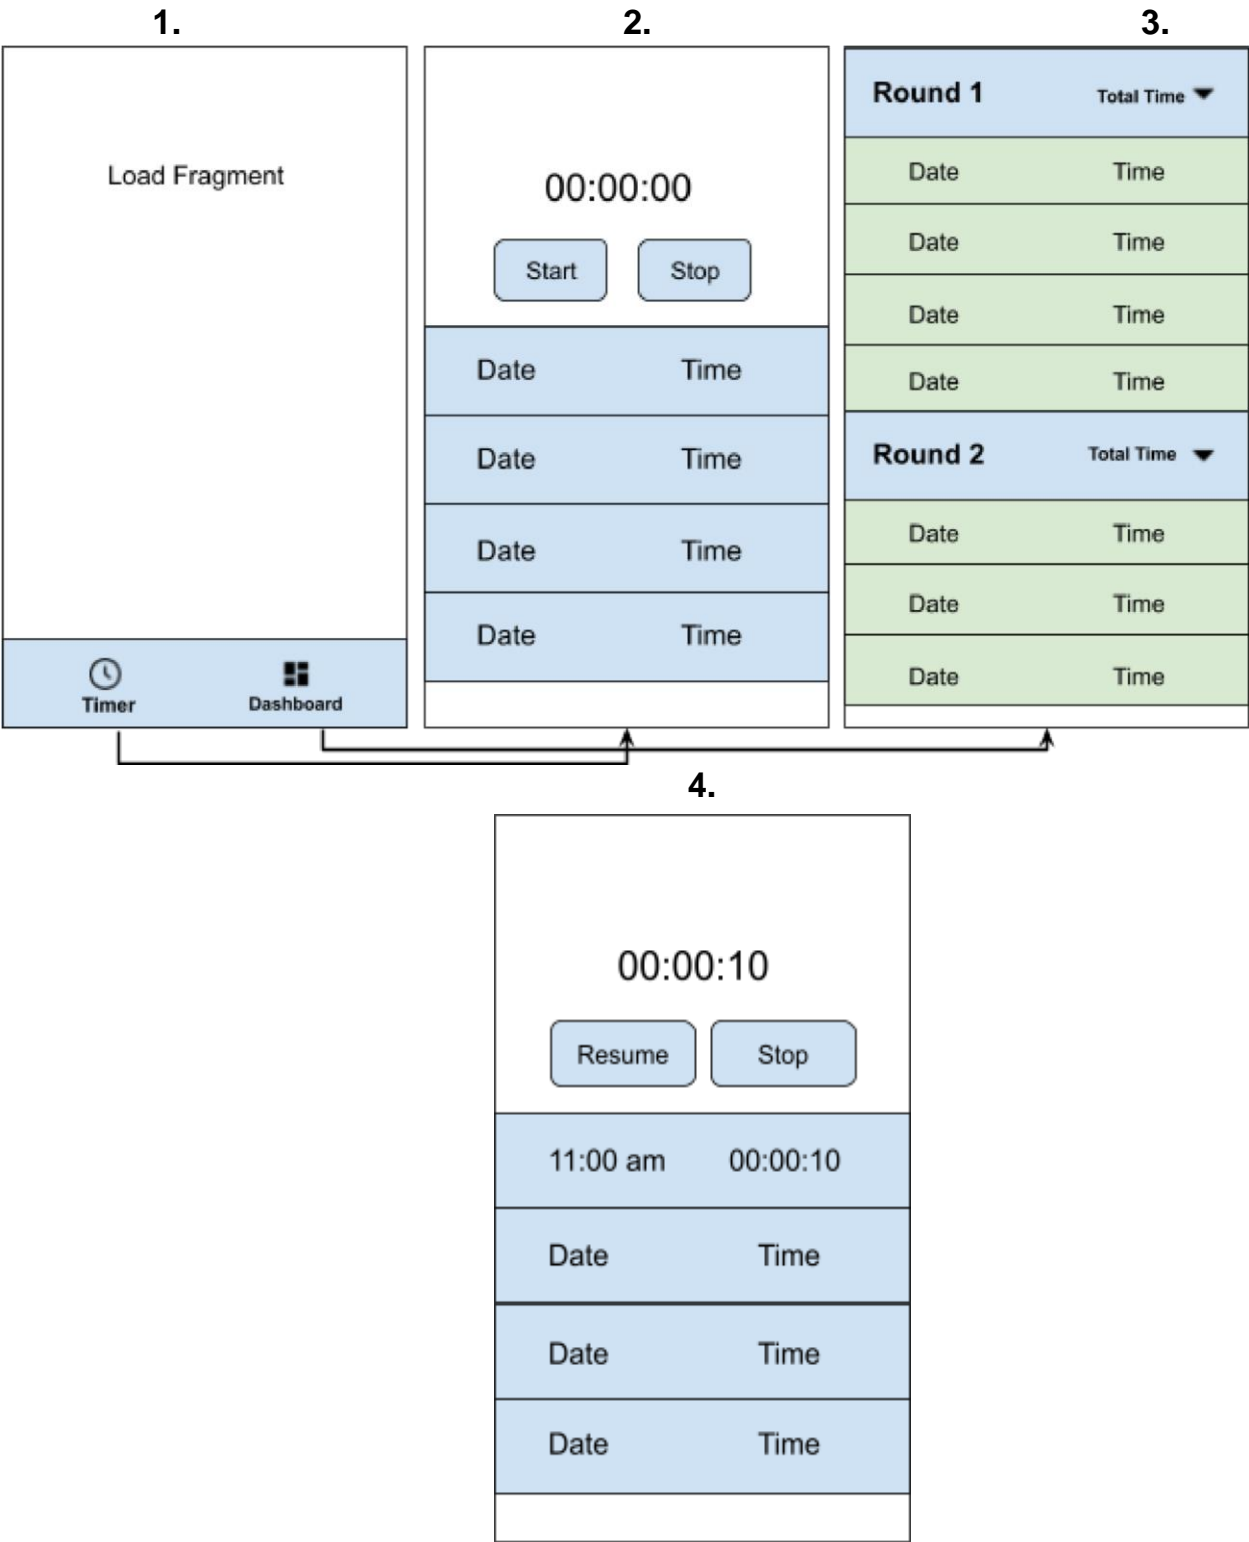 1.
Load Fragment
Timer Dashboard
2.
00:00:00
Start Stop
Date Time
Date Time
Date Time
Date Time
3.
Round 1 Total Time
Date Time
Date Time
Date Time
Date Time
Round 2 Total Time
Date Time
Date Time
Date Time
4.
00:00:10
Resume Stop
11:00 am 00:00:10
Date Time
Date Time
Date Time